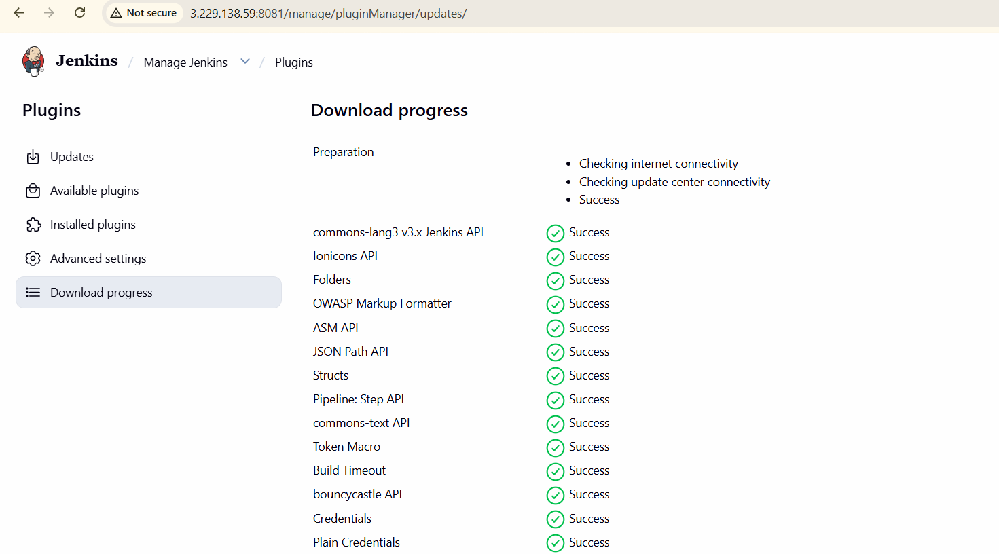 Not secure 3.229.138.59:8081/manage/pluginManager/updates/
Jenkins / Manage Jenkins / Plugins
Plugins
Updates
Available plugins
Installed plugins
Advanced settings
Download progress
Download progress
Preparation
Checking internet connectivity
Checking update center connectivity
Success
commons-lang3 v3.x Jenkins API Success
Ionicons API Success
Folders Success
OWASP Markup Formatter Success
ASM API Success
JSON Path API Success
Structs Success
Pipeline: Step API Success
commons-text API Success
Token Macro Success
Build Timeout Success
bouncycastle API Success
Credentials Success
Plain Credentials Success